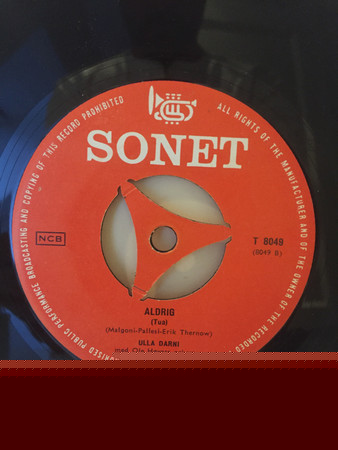 ALL RIGHTS OF THE MANUFACTURER AND OF THE OWNER OF THE RECORDED
PUBLIC PERFORMANCE BROADCASTING AND COPYING OF THIS RECORD PROHIBITED
SONET
NCB
T 8049
(8049 B)
ALDRIG
(Tua)
(Malgoni-Pallesi-Erik Thernow)
ULLA DARNI
med